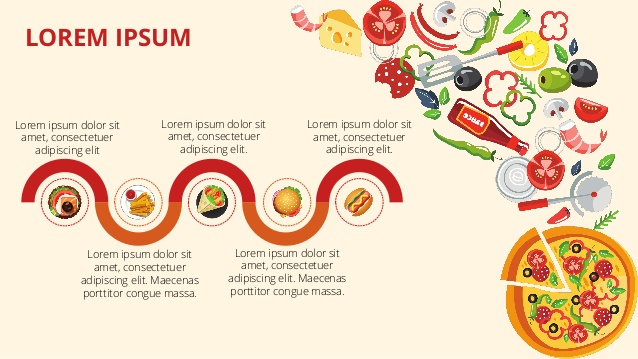 LOREM IPSUM
Lorem ipsum dolor sit
amet, consectetuer
adipiscing elit
Lorem ipsum dolor sit
amet, consectetuer
adipiscing elit.
Lorem ipsum dolor sit
amet, consectetuer
adipiscing elit.
Lorem ipsum dolor sit
amet, consectetuer
adipiscing elit. Maecenas
porttitor congue massa.
Lorem ipsum dolor sit
amet, consectetuer
adipiscing elit. Maecenas
porttitor congue massa.
SAUCE